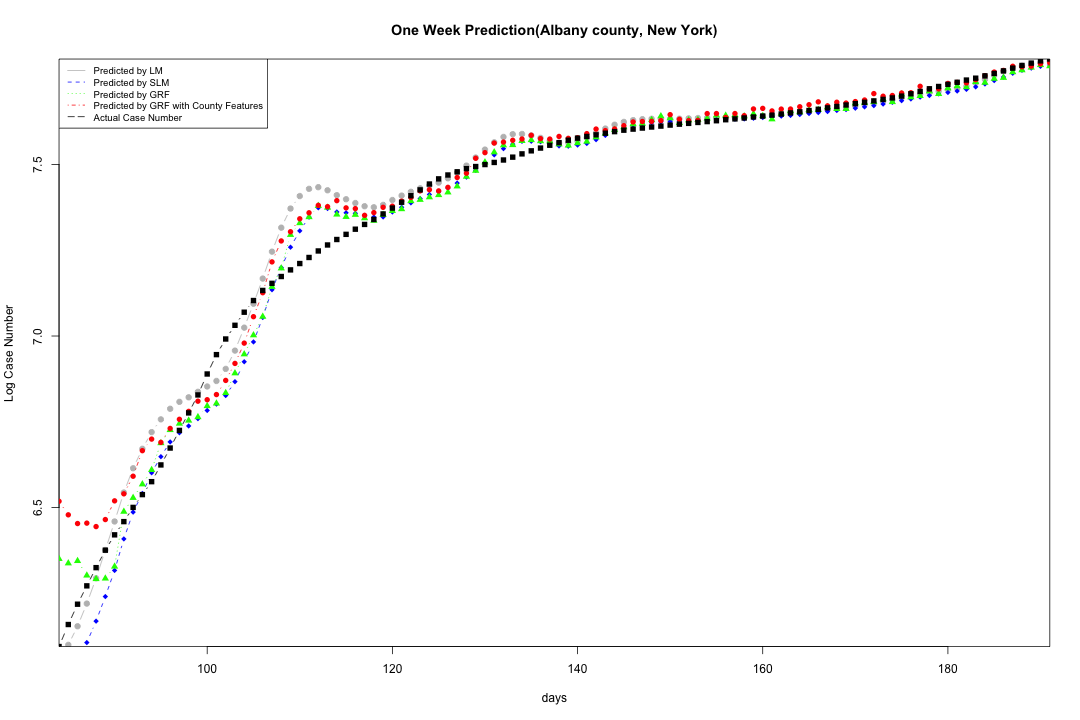 One Week Prediction(Albany county, New York)
Predicted by LM
Predicted by SLM
Predicted by GRF
Predicted by GRF with County Features
Actual Case Number
7.5
7.0
6.5
Log Case Number
100 120 140 160 180
days